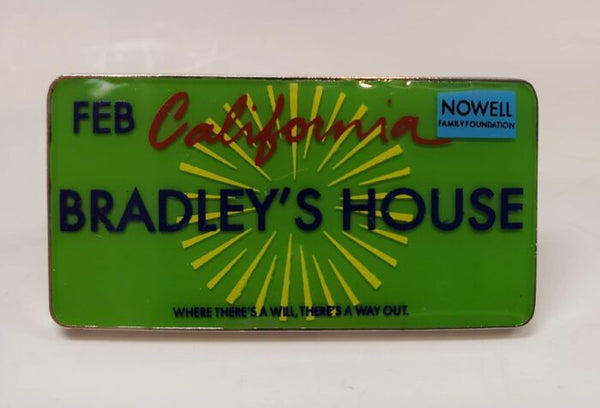 FEB California NOWELL
FAMILY FOUNDATION
BRADLEY'S HOUSE
WHERE THERE'S A WILL, THERE'S A WAY OUT.